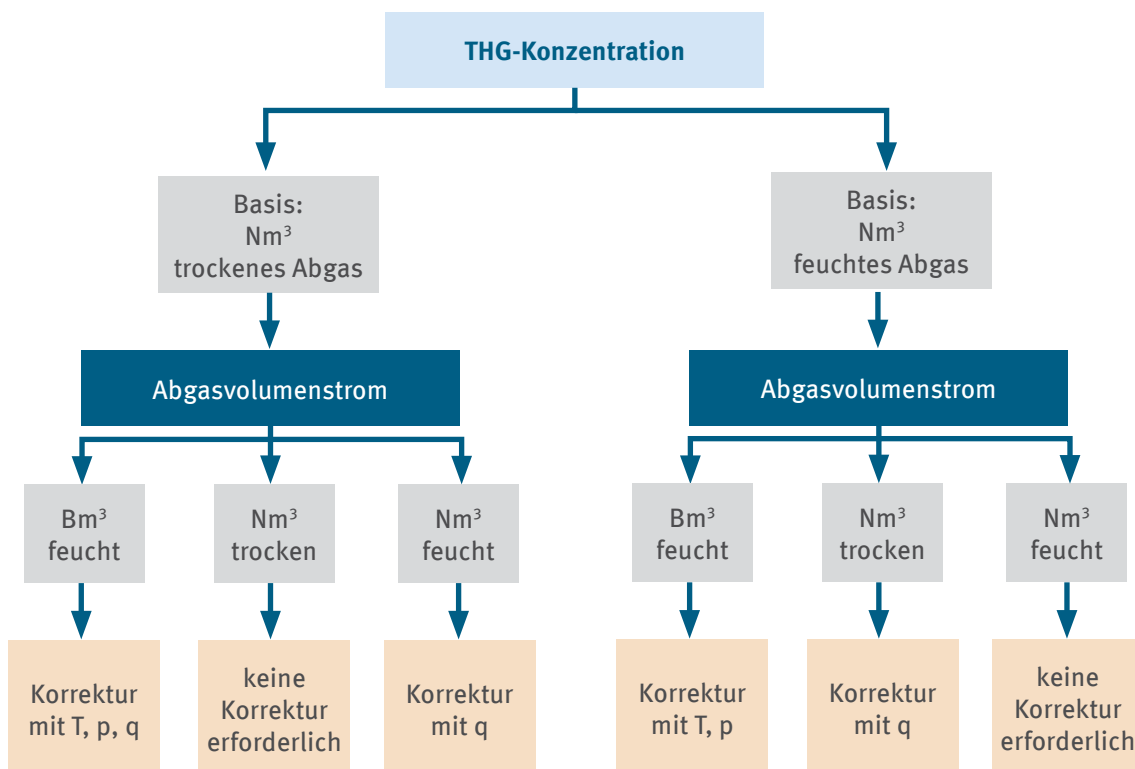 THG-Konzentration
Basis:
Nm³
trockenes Abgas
Basis:
Nm³
feuchtes Abgas
Abgasvolumenstrom
Abgasvolumenstrom
Bm³
feucht
Nm³
trocken
Nm³
feucht
Bm³
feucht
Nm³
trocken
Nm³
feucht
Korrektur
mit T, p, q
keine
Korrektur
erforderlich
Korrektur
mit q
Korrektur
mit T, p
Korrektur
mit q
keine
Korrektur
erforderlich